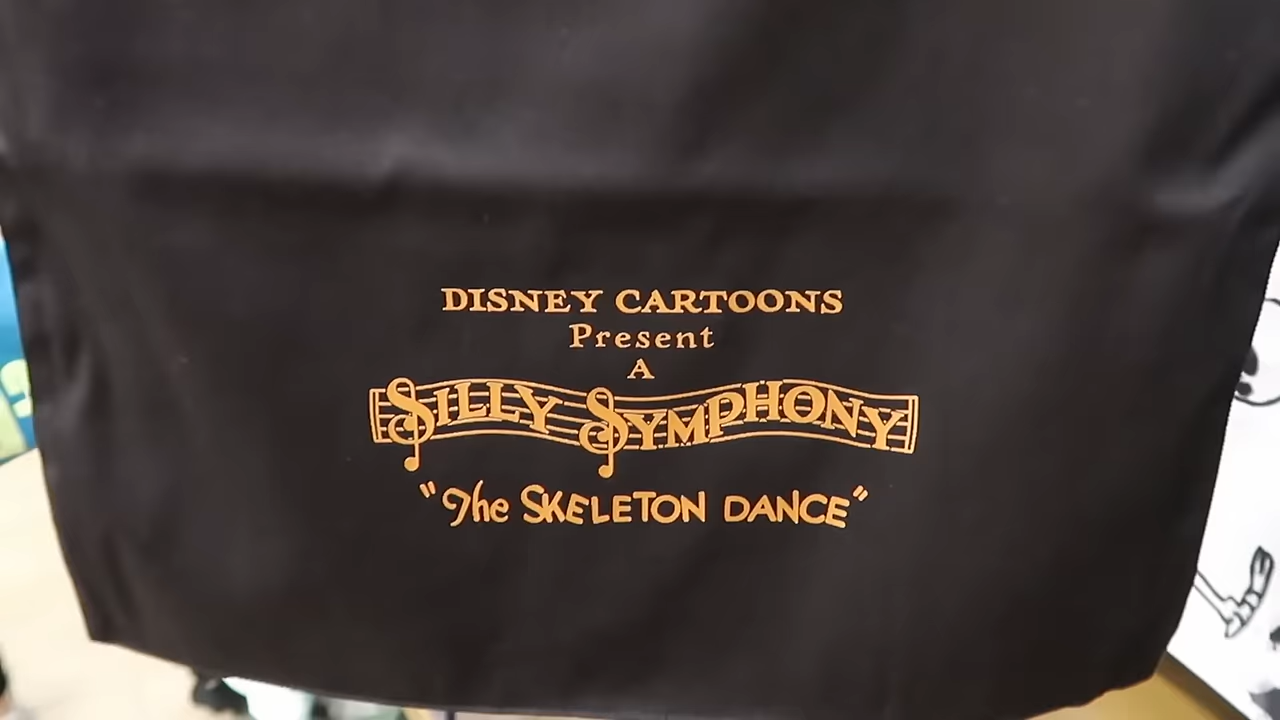 DISNEY CARTOONS
Present
A
SILLY SYMPHONY
"The SKELETON DANCE"